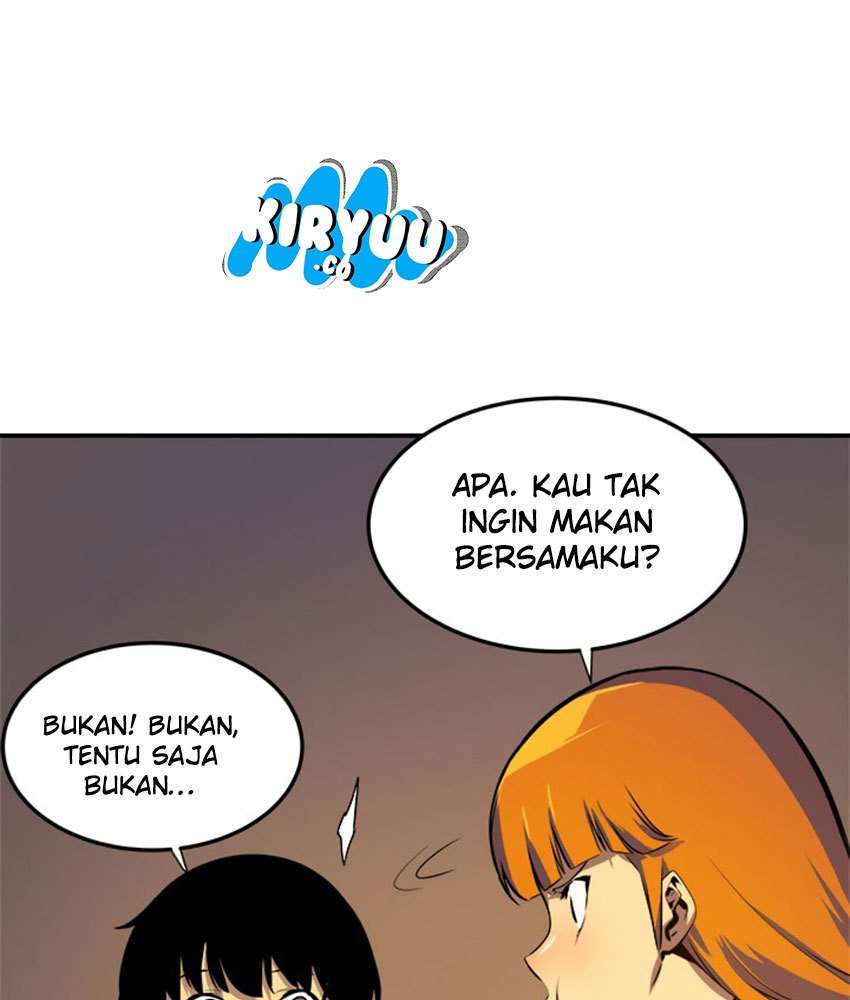 KIRYUU
.CO
APA. KAU TAK
INGIN MAKAN
BERSAMAKU?
BUKAN! BUKAN,
TENTU SAJA
BUKAN...